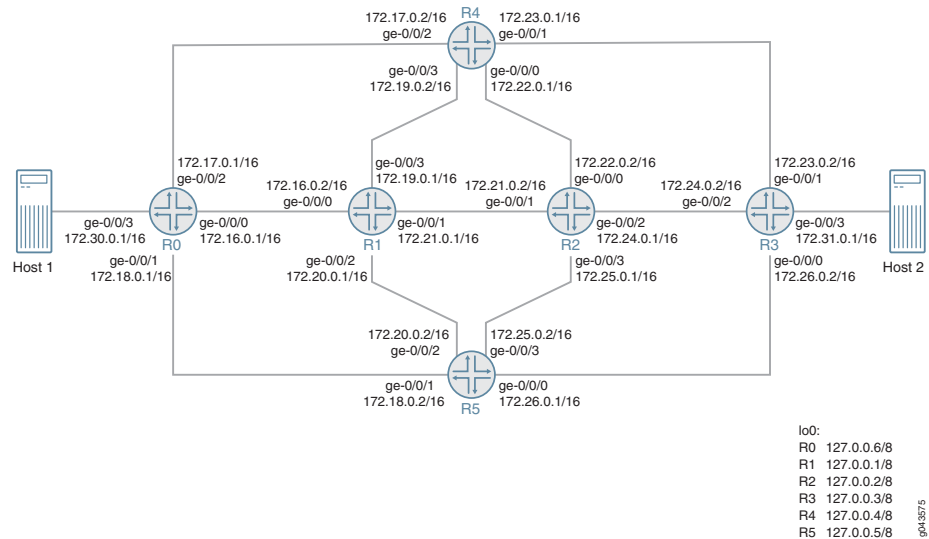 R4
172.17.0.2/16
ge-0/0/2
172.23.0.1/16
ge-0/0/1
ge-0/0/3
172.19.0.2/16
ge-0/0/0
172.22.0.1/16
172.17.0.1/16
ge-0/0/2
ge-0/0/3
172.19.0.1/16
172.22.0.2/16
ge-0/0/0
172.23.0.2/16
ge-0/0/1
172.16.0.2/16
ge-0/0/0
172.21.0.2/16
ge-0/0/1
172.24.0.2/16
ge-0/0/2
Host 1
ge-0/0/3
172.30.0.1/16
R0
ge-0/0/0
172.16.0.1/16
R1
ge-0/0/1
172.21.0.1/16
R2
ge-0/0/2
172.24.0.1/16
R3
ge-0/0/3
172.31.0.1/16
Host 2
ge-0/0/1
172.18.0.1/16
ge-0/0/2
172.20.0.1/16
ge-0/0/3
172.25.0.1/16
ge-0/0/0
172.26.0.2/16
172.20.0.2/16
ge-0/0/2
172.25.0.2/16
ge-0/0/3
ge-0/0/1
172.18.0.2/16
R5
ge-0/0/0
172.26.0.1/16
lo0:
R0 127.0.0.6/8
R1 127.0.0.1/8
R2 127.0.0.2/8
R3 127.0.0.3/8
R4 127.0.0.4/8
R5 127.0.0.5/8
g043575